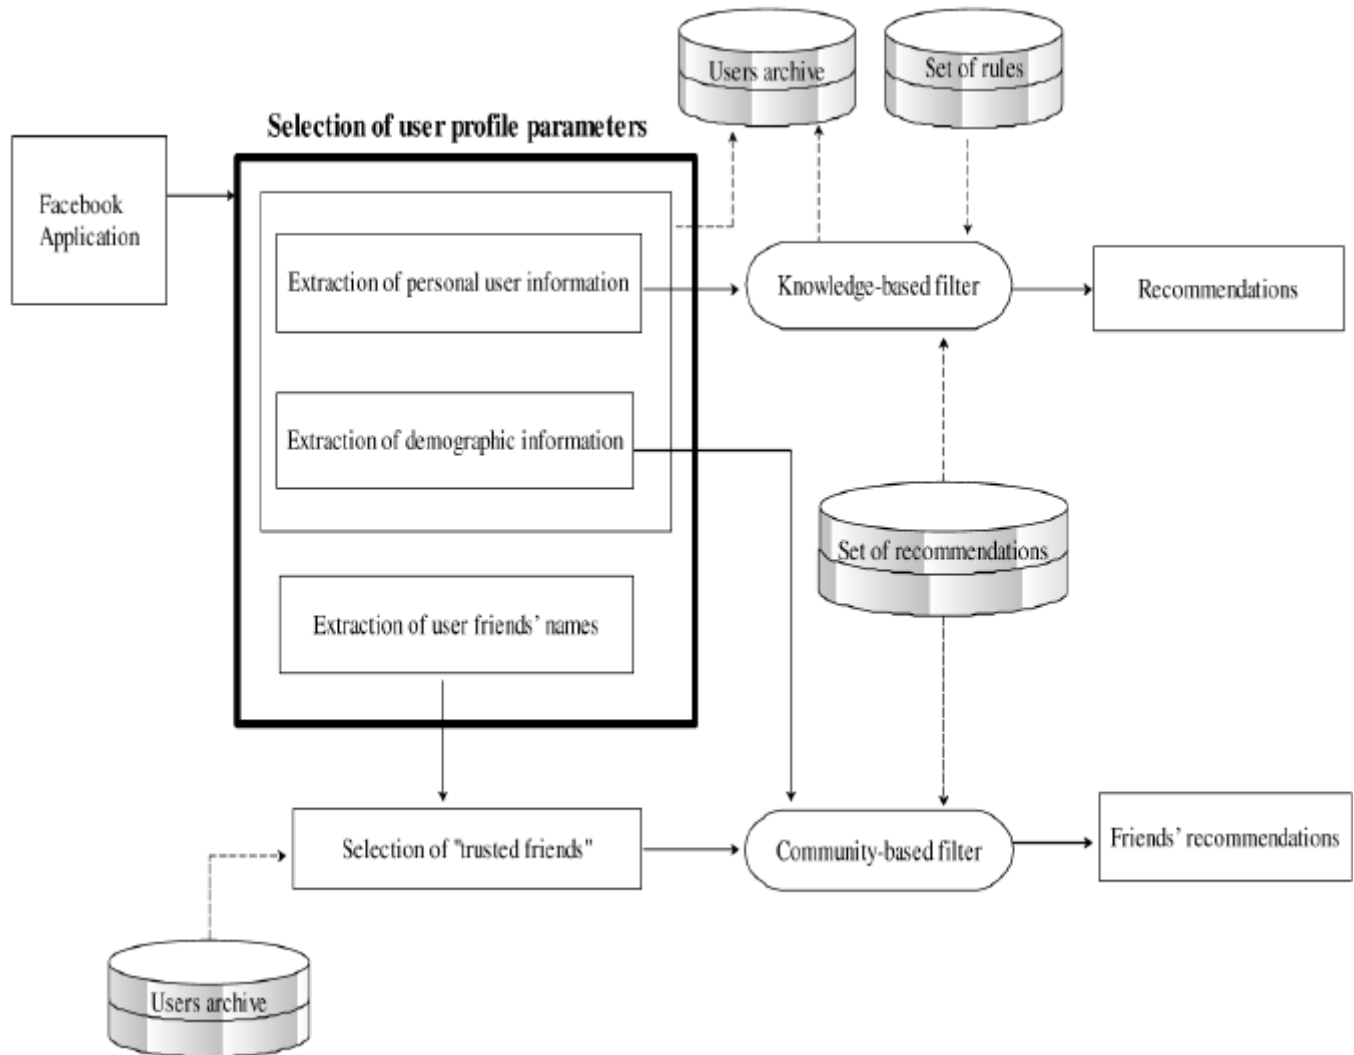 Users archive
Set of rules
Selection of user profile parameters
Facebook
Application
Extraction of personal user information
Knowledge-based filter
Recommendations
Extraction of demographic information
Set of recommendations
Extraction of user friends’ names
Selection of "trusted friends"
Community-based filter
Friends’ recommendations
Users archive